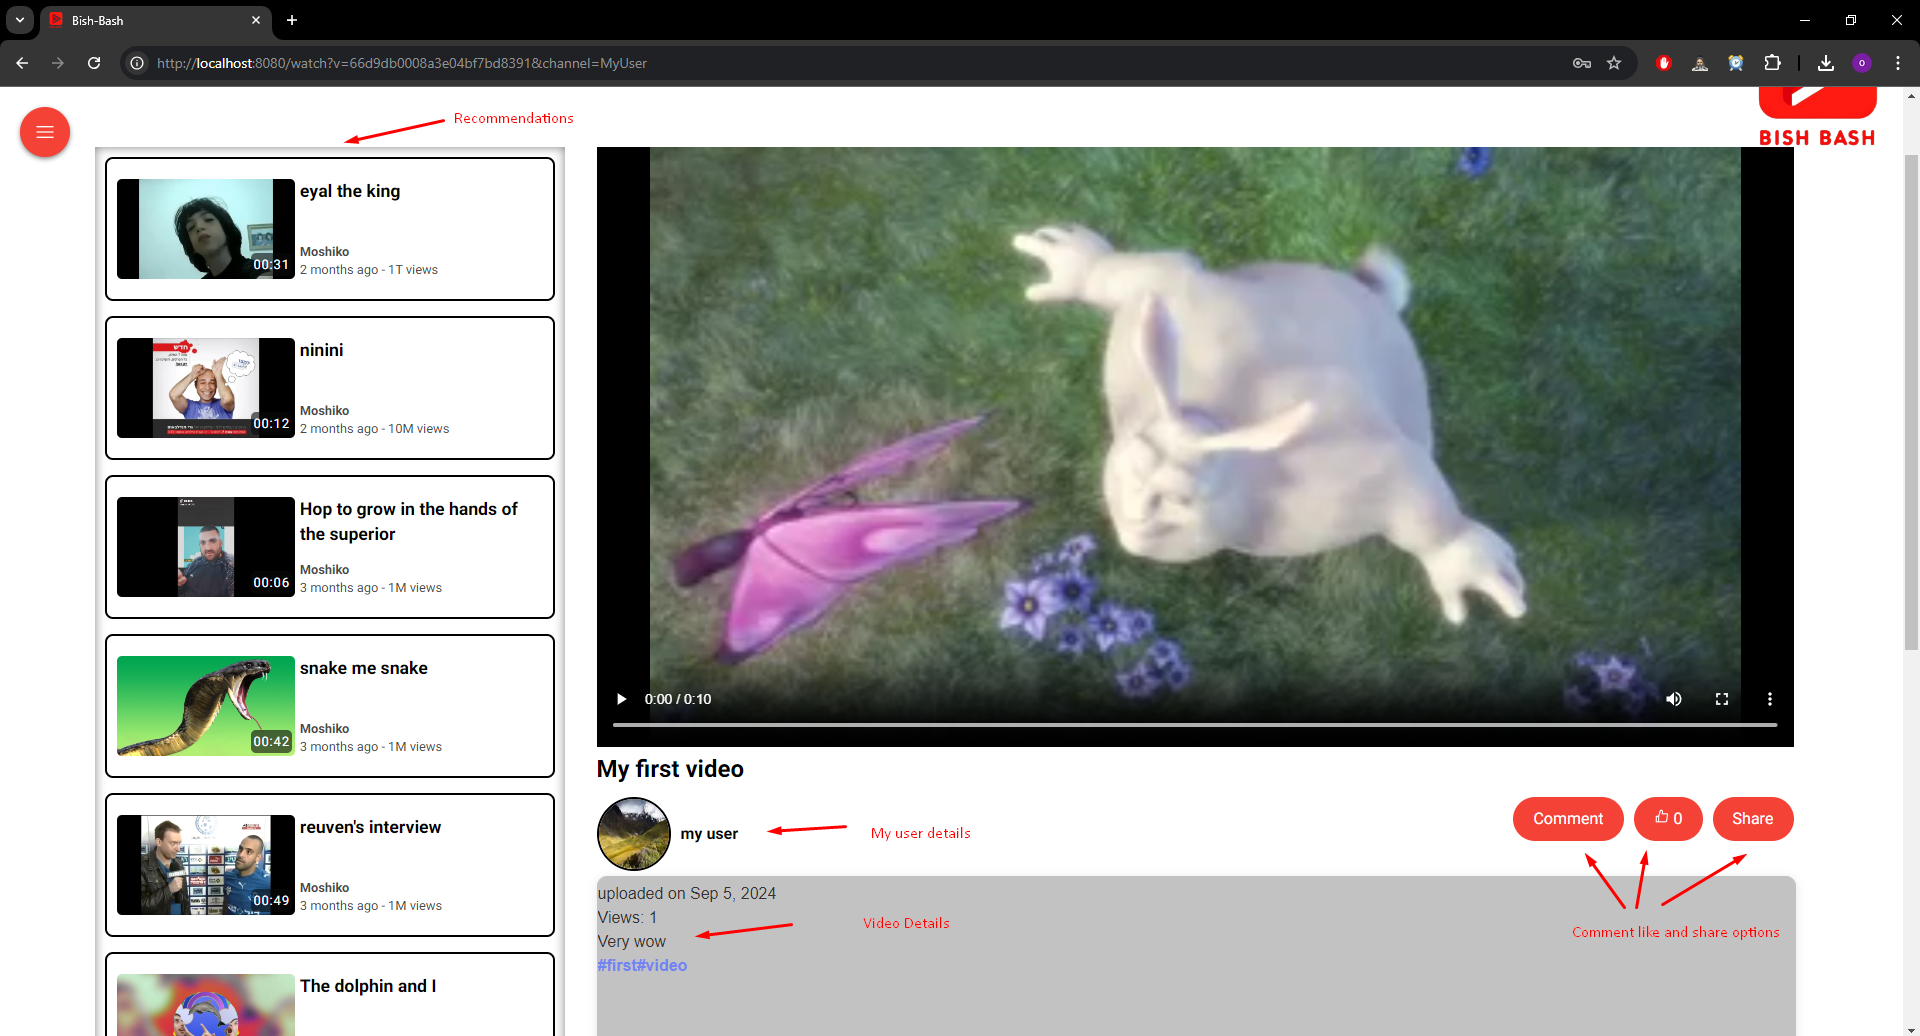 Bish-Bash
http://localhost:8080/watch?v=66d9db0008a3e04bf7bd8391&channel=MyUser
o
Recommendations
BISH BASH
eyal the king
Moshiko
2 months ago - 1T views
00:31
ninini
Moshiko
2 months ago - 10M views
חדש
00:12
Hop to grow in the hands of
the superior
Moshiko
3 months ago - 1M views
00:06
snake me snake
Moshiko
3 months ago - 1M views
00:42
reuven's interview
Moshiko
3 months ago - 1M views
00:49
The dolphin and I
0:00 / 0:10
My first video
my user
My user details
Comment
0
Share
uploaded on Sep 5, 2024
Views: 1
Very wow
#first#video
Video Details
Comment like and share options